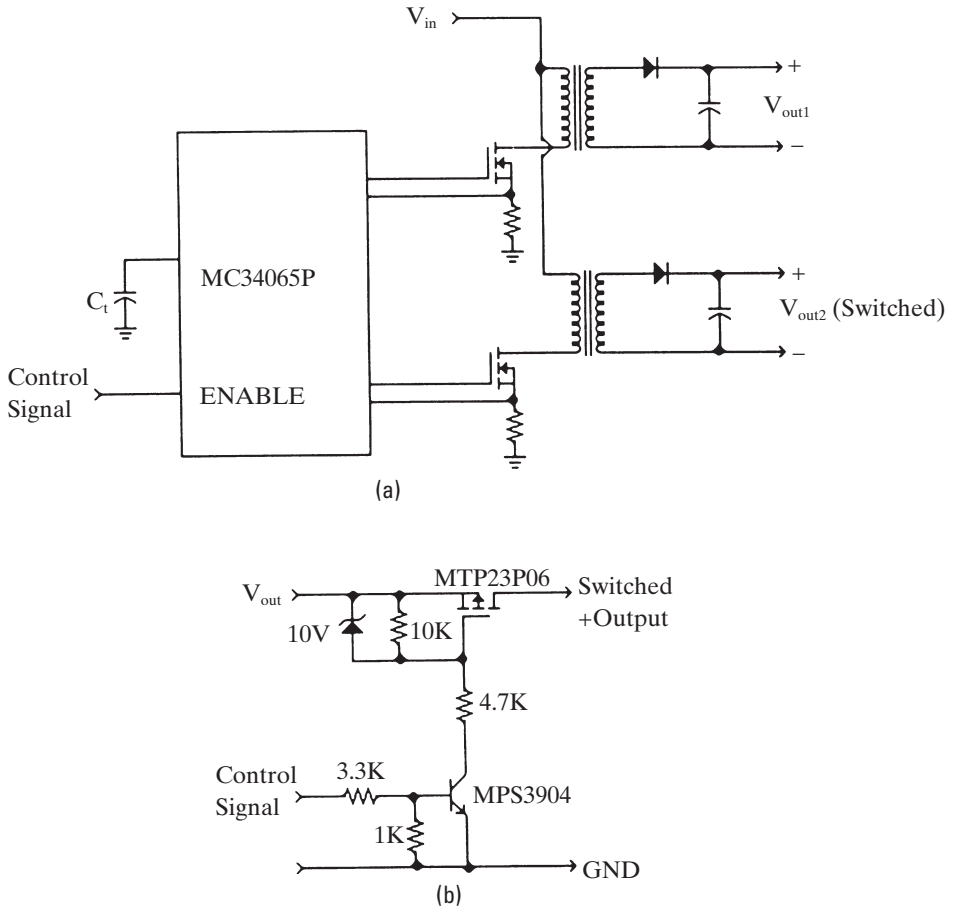 V_in
+
V_out1
−
MC34065P
C_t
+
V_out2 (Switched)
−
Control
Signal
ENABLE
(a)
MTP23P06
V_out
Switched
+Output
10V
10K
4.7K
Control
Signal
3.3K
MPS3904
1K
GND
(b)